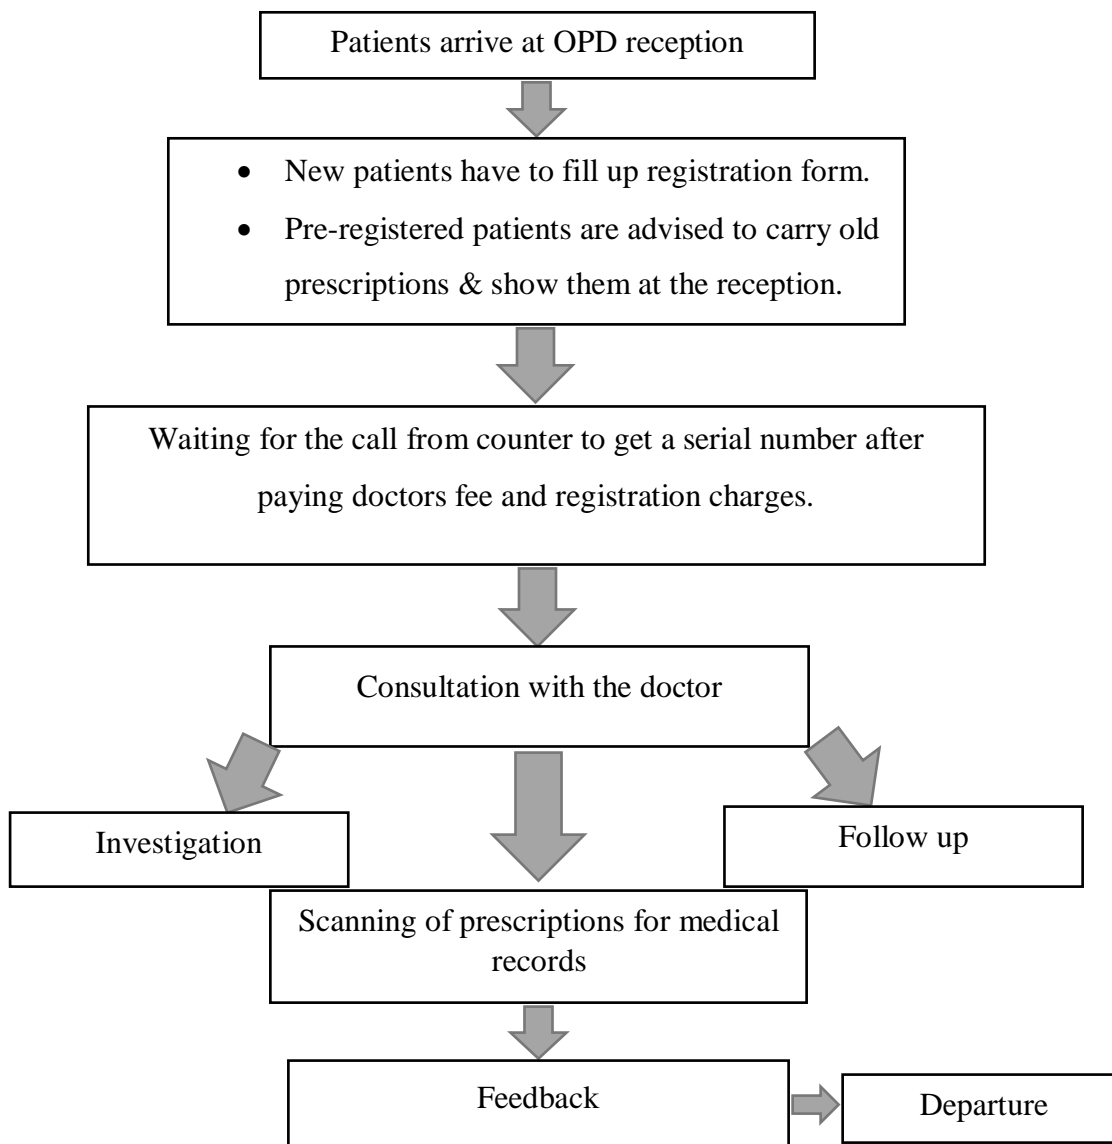 Patients arrive at OPD reception
• New patients have to fill up registration form.
• Pre-registered patients are advised to carry old
prescriptions & show them at the reception.
Waiting for the call from counter to get a serial number after
paying doctors fee and registration charges.
Consultation with the doctor
Investigation
Follow up
Scanning of prescriptions for medical
records
Feedback
Departure